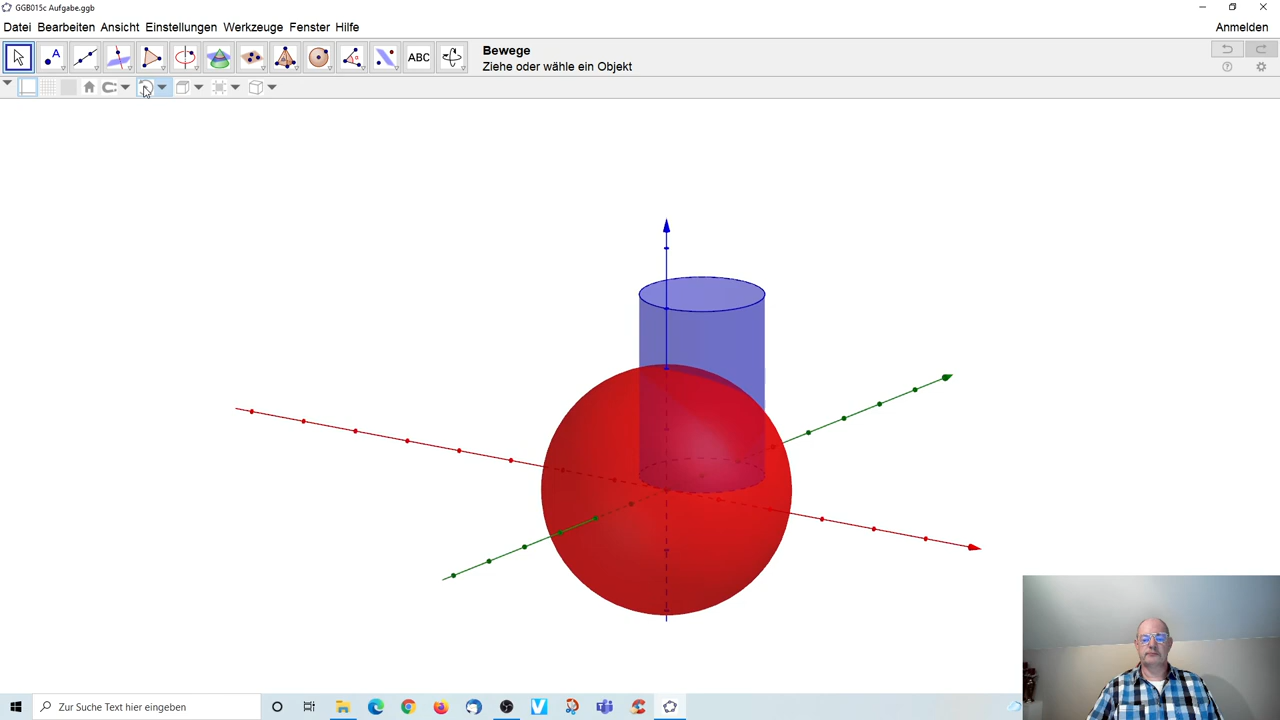 GGB015c Aufgabe.ggb
Datei Bearbeiten Ansicht Einstellungen Werkzeuge Fenster Hilfe Anmelden
A ABC
Bewege
Ziehe oder wähle ein Objekt
Zur Suche Text hier eingeben